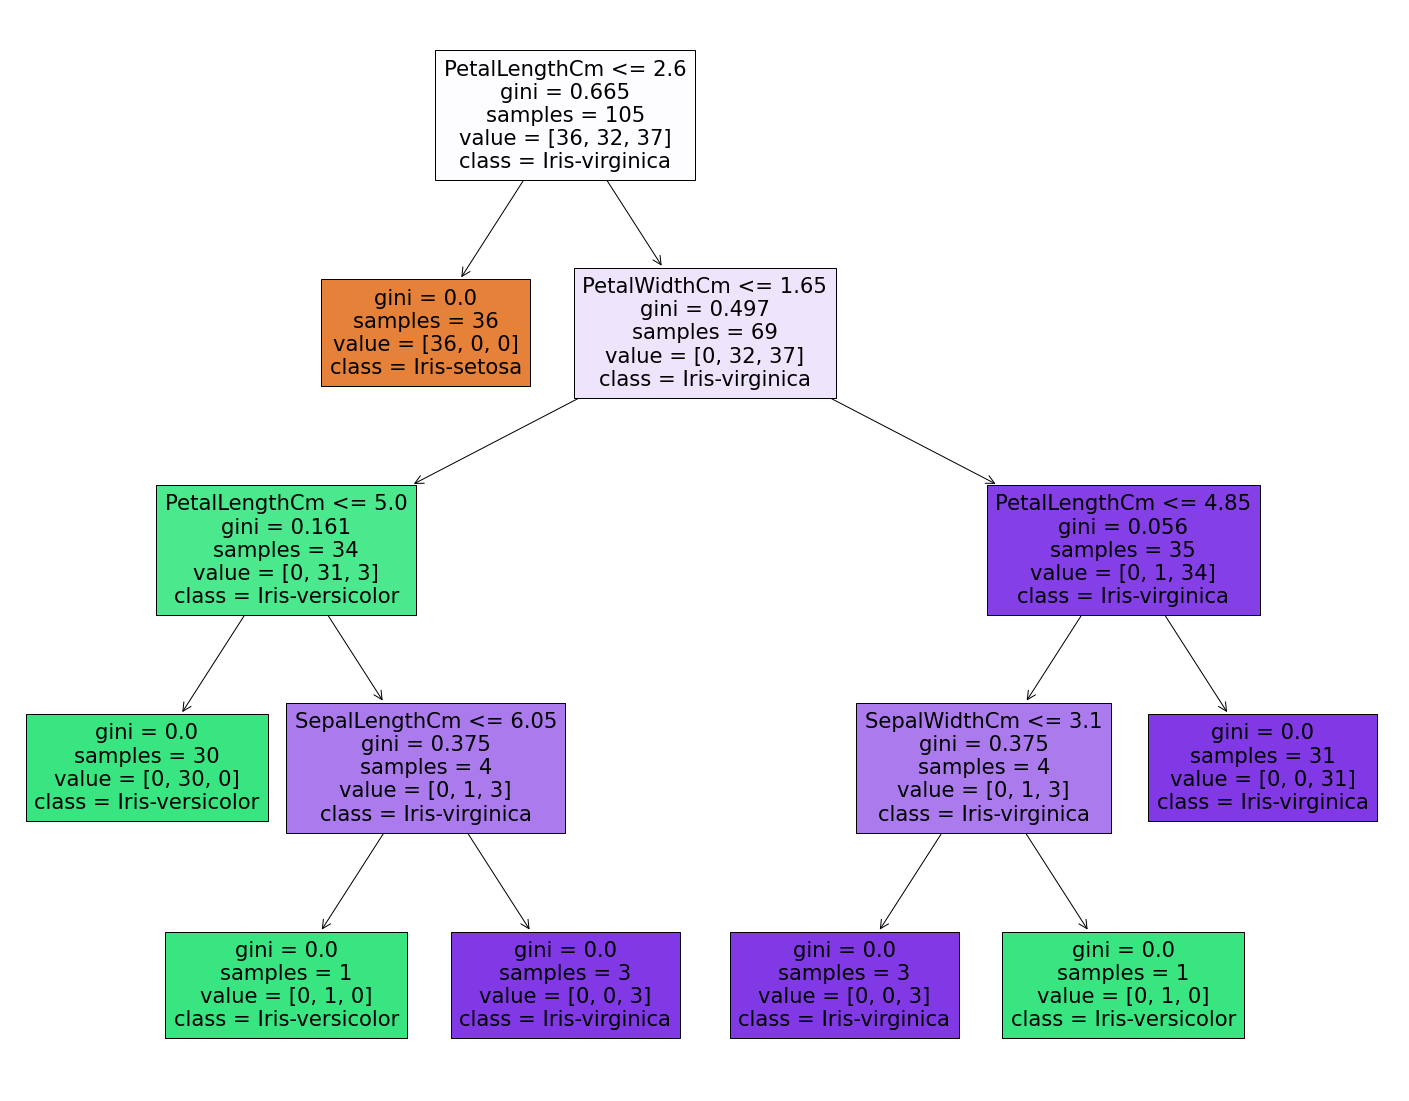 PetalLengthCm <= 2.6
gini = 0.665
samples = 105
value = [36, 32, 37]
class = Iris-virginica
gini = 0.0
samples = 36
value = [36, 0, 0]
class = Iris-setosa
PetalWidthCm <= 1.65
gini = 0.497
samples = 69
value = [0, 32, 37]
class = Iris-virginica
PetalLengthCm <= 5.0
gini = 0.161
samples = 34
value = [0, 31, 3]
class = Iris-versicolor
PetalLengthCm <= 4.85
gini = 0.056
samples = 35
value = [0, 1, 34]
class = Iris-virginica
gini = 0.0
samples = 30
value = [0, 30, 0]
class = Iris-versicolor
SepalLengthCm <= 6.05
gini = 0.375
samples = 4
value = [0, 1, 3]
class = Iris-virginica
SepalWidthCm <= 3.1
gini = 0.375
samples = 4
value = [0, 1, 3]
class = Iris-virginica
gini = 0.0
samples = 31
value = [0, 0, 31]
class = Iris-virginica
gini = 0.0
samples = 1
value = [0, 1, 0]
class = Iris-versicolor
gini = 0.0
samples = 3
value = [0, 0, 3]
class = Iris-virginica
gini = 0.0
samples = 3
value = [0, 0, 3]
class = Iris-virginica
gini = 0.0
samples = 1
value = [0, 1, 0]
class = Iris-versicolor